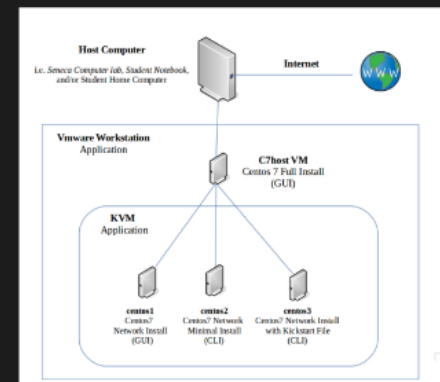 Host Computer
i.e. Seneca Computer lab, Student Notebook,
and/or Student Home Computer
Internet
WWW
Vmware Workstation
Application
C7host VM
Centos 7 Full Install
(GUI)
KVM
Application
centos1
Centos7
Network Install
(GUI)
centos2
Centos7 Network
Minimal Install
(CLI)
centos3
Centos7 Network Install
with Kickstart File
(CLI)